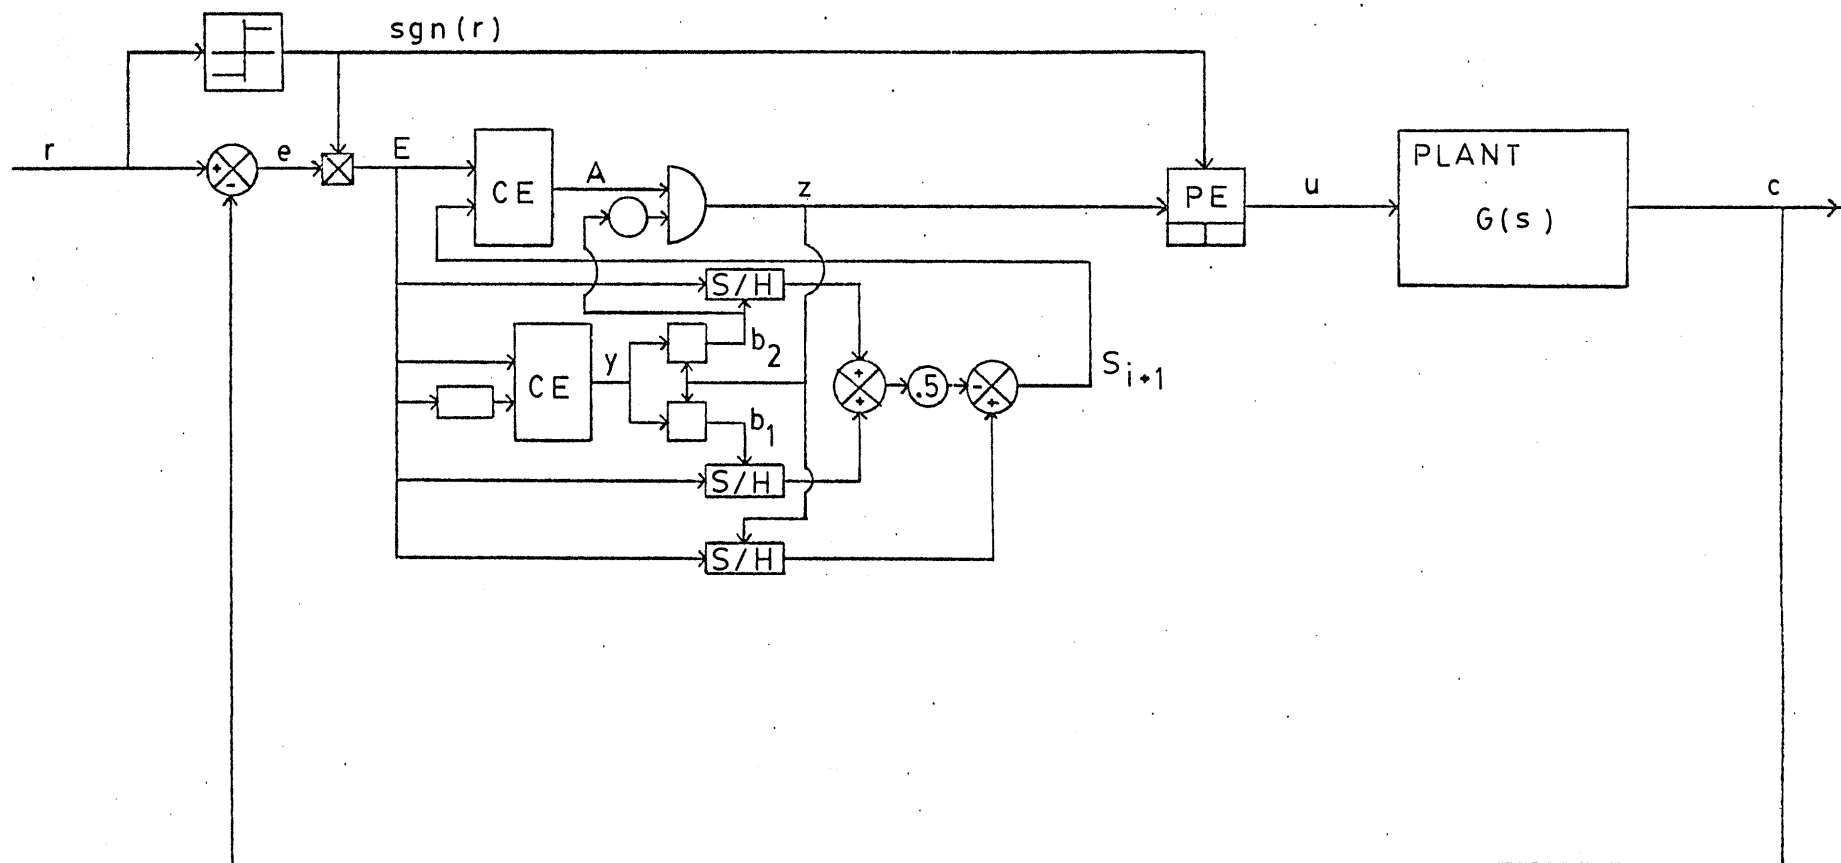 sgn(r)
r
+
-
e
E
CE
A
z
PE
u
PLANT
G(s)
c
S/H
CE
y
b2
b1
+
+
.5
-
+
Si+1
S/H
S/H